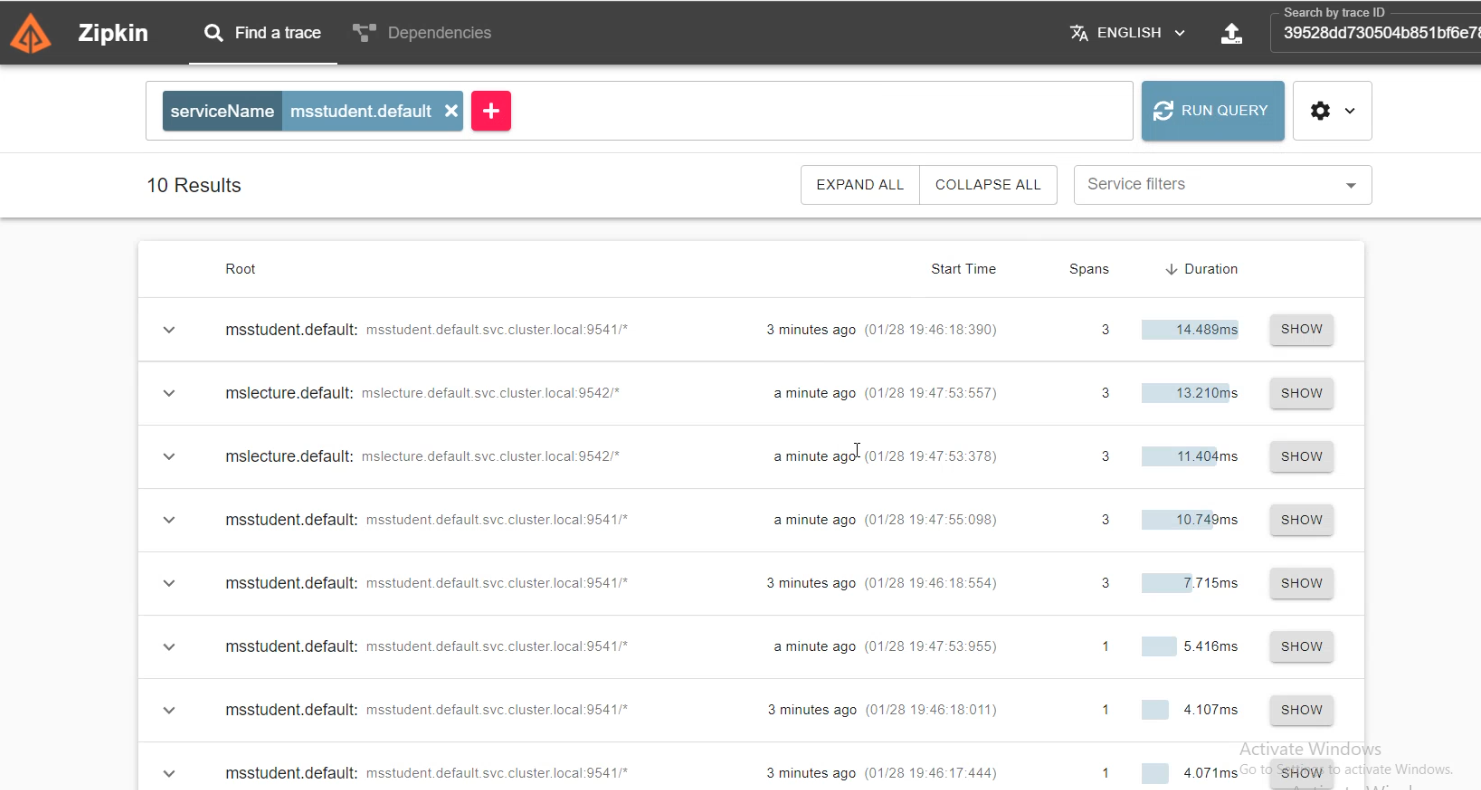 Zipkin
Find a trace
Dependencies
ENGLISH
Search by trace ID
serviceName msstudent.default
RUN QUERY
10 Results
EXPAND ALL COLLAPSE ALL Service filters
Root Start Time Spans Duration
msstudent.default: msstudent.default.svc.cluster.local:9541/* 3 minutes ago (01/28 19:46:18:390) 3 14.489ms SHOW
mslecture.default: mslecture.default.svc.cluster.local:9542/* a minute ago (01/28 19:47:53:557) 3 13.210ms SHOW
mslecture.default: mslecture.default.svc.cluster.local:9542/* a minute ago (01/28 19:47:53:378) 3 11.404ms SHOW
msstudent.default: msstudent.default.svc.cluster.local:9541/* a minute ago (01/28 19:47:55:098) 3 10.749ms SHOW
msstudent.default: msstudent.default.svc.cluster.local:9541/* 3 minutes ago (01/28 19:46:18:554) 3 7.715ms SHOW
msstudent.default: msstudent.default.svc.cluster.local:9541/* a minute ago (01/28 19:47:53:955) 1 5.416ms SHOW
msstudent.default: msstudent.default.svc.cluster.local:9541/* 3 minutes ago (01/28 19:46:18:011) 1 4.107ms SHOW
Activate Windows
msstudent.default: msstudent.default.svc.cluster.local:9541/* 3 minutes ago (01/28 19:46:17:444) 1 4.071ms SHOW
Go to to activate Windows.